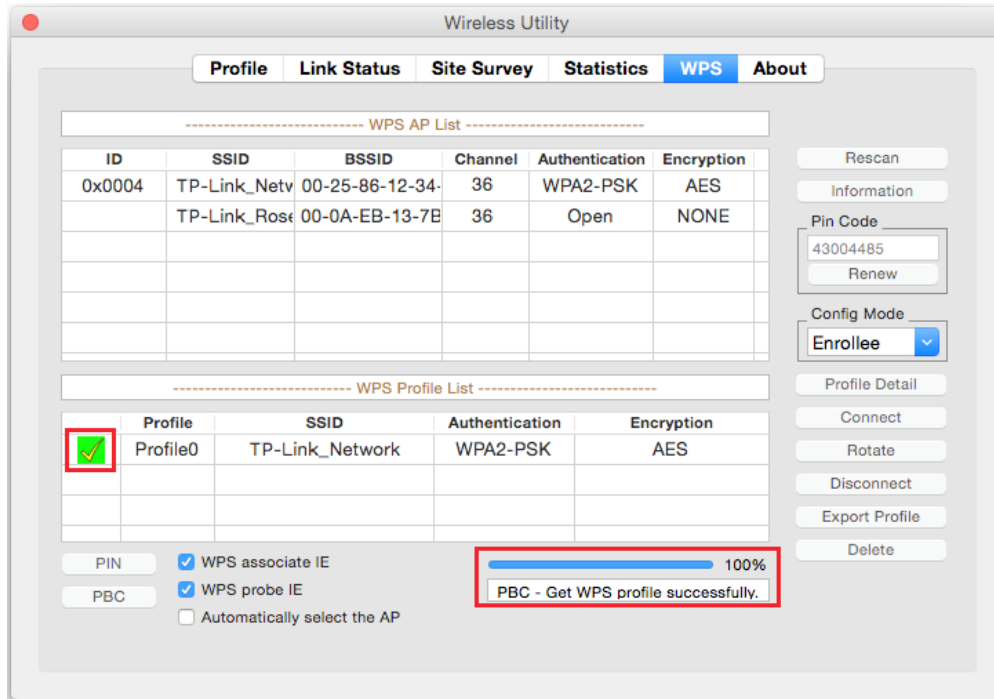 Wireless Utility
Profile Link Status Site Survey Statistics WPS About
---------------------------- WPS AP List ----------------------------
ID SSID BSSID Channel Authentication Encryption
0x0004 TP-Link_Netw 00-25-86-12-34- 36 WPA2-PSK AES
TP-Link_Rose 00-0A-EB-13-7B 36 Open NONE
Rescan
Information
Pin Code
43004485
Renew
Config Mode
Enrollee
--------------------------- WPS Profile List ---------------------------
Profile SSID Authentication Encryption
Profile0 TP-Link_Network WPA2-PSK AES
Profile Detail
Connect
Rotate
Disconnect
Export Profile
Delete
PIN
PBC
WPS associate IE
WPS probe IE
Automatically select the AP
100%
PBC - Get WPS profile successfully.